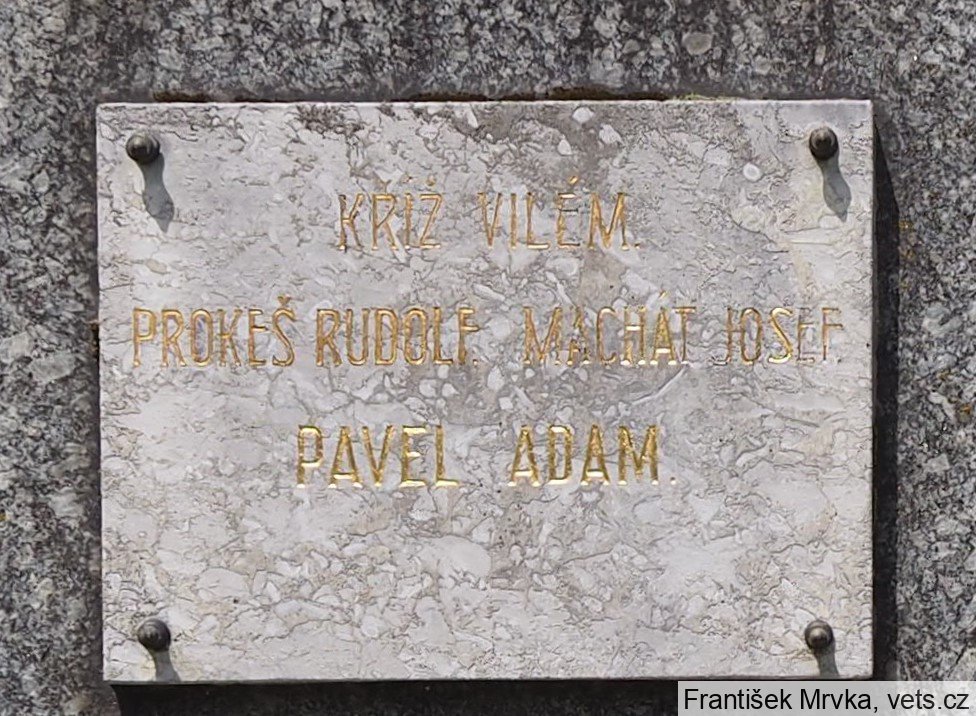 KŘÍŽ VILÉM.
PROKEŠ RUDOLF. MACHÁT JOSEF.
PAVEL ADAM.
František Mrvka, vets.cz